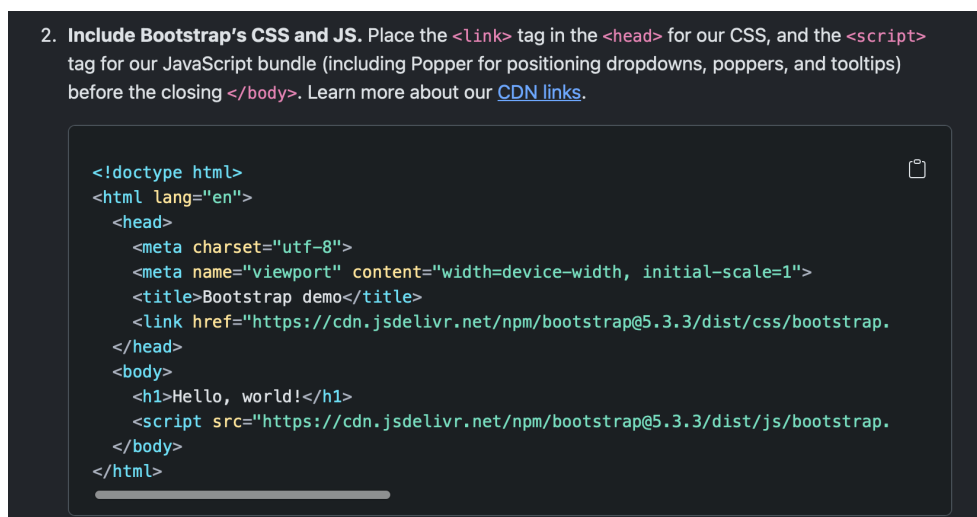 2. Include Bootstrap’s CSS and JS. Place the <link> tag in the <head> for our CSS, and the <script>
tag for our JavaScript bundle (including Popper for positioning dropdowns, poppers, and tooltips)
before the closing </body>. Learn more about our CDN links.
<!doctype html>
<html lang="en">
  <head>
    <meta charset="utf-8">
    <meta name="viewport" content="width=device-width, initial-scale=1">
    <title>Bootstrap demo</title>
    <link href="https://cdn.jsdelivr.net/npm/bootstrap@5.3.3/dist/css/bootstrap.
  </head>
  <body>
    <h1>Hello, world!</h1>
    <script src="https://cdn.jsdelivr.net/npm/bootstrap@5.3.3/dist/js/bootstrap.
  </body>
</html>